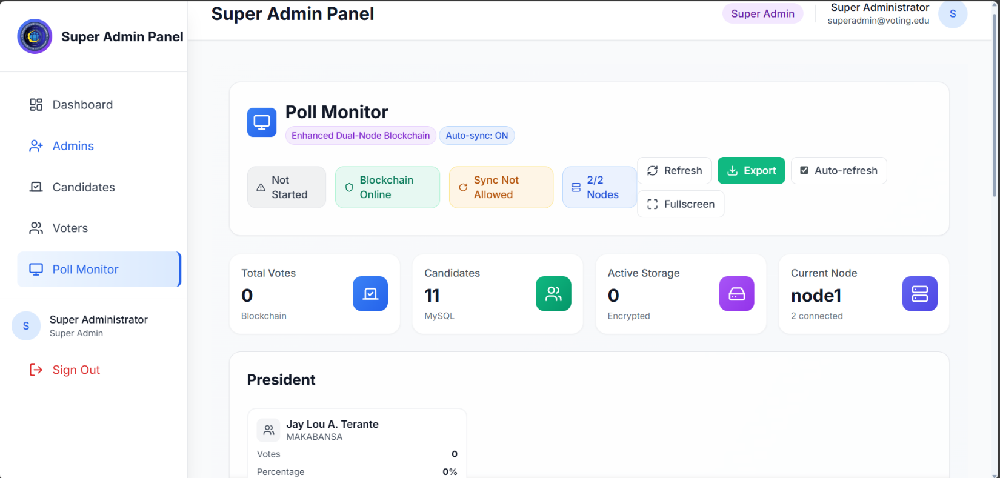 Super Admin Panel
Dashboard
Admins
Candidates
Voters
Poll Monitor
S
Super Administrator
Super Admin
Sign Out
Super Admin Panel
Super Admin
Super Administrator
superadmin@voting.edu
S
Poll Monitor
Enhanced Dual-Node Blockchain
Auto-sync: ON
Not
Started
Blockchain
Online
Sync Not
Allowed
2/2
Nodes
Refresh
Export
Auto-refresh
Fullscreen
Total Votes
0
Blockchain
Candidates
11
MySQL
Active Storage
0
Encrypted
Current Node
node1
2 connected
President
Jay Lou A. Terante
MAKABANSA
Votes 0
Percentage 0%